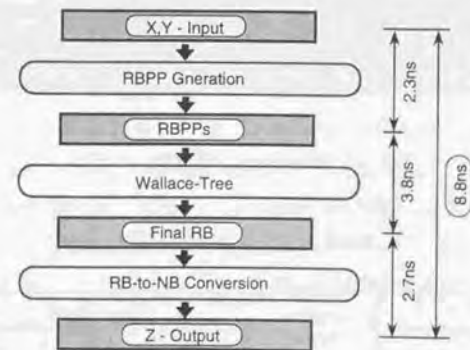 X,Y - Input
RBPP Gneration
RBPPs
Wallace-Tree
Final RB
RB-to-NB Conversion
Z - Output
2.3ns
3.8ns
2.7ns
8.8ns